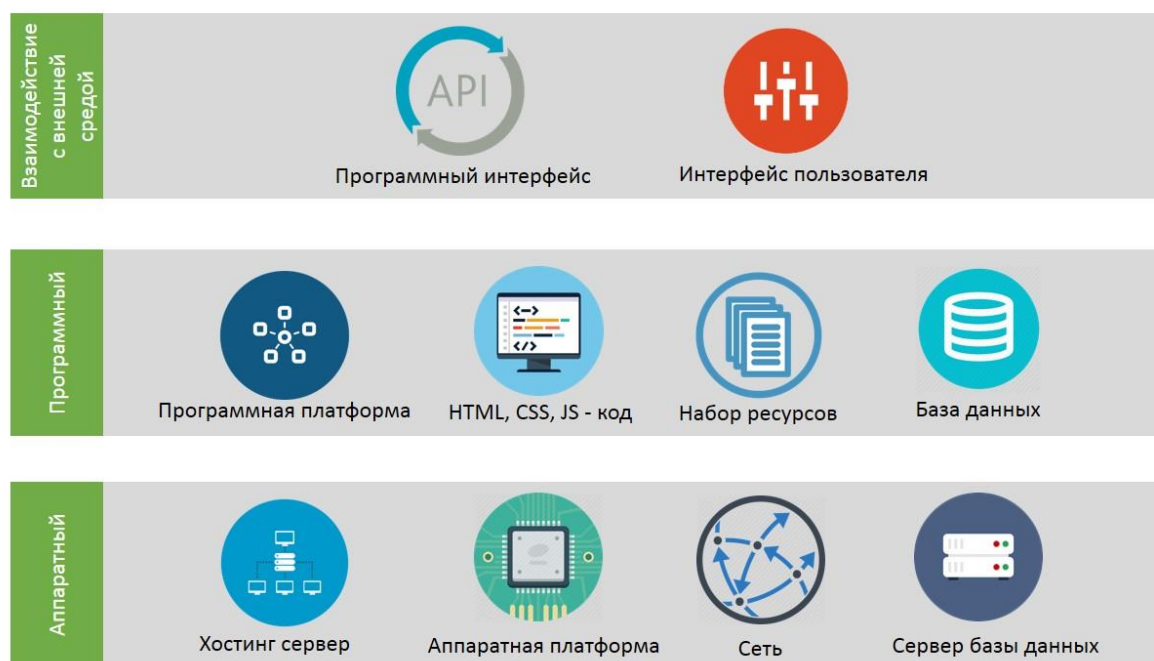 Взаимодействие
с внешней
средой
API
Программный интерфейс
Интерфейс пользователя
Программный
Программная платформа
HTML, CSS, JS - код
Набор ресурсов
База данных
Аппаратный
Хостинг сервер
Аппаратная платформа
Сеть
Сервер базы данных